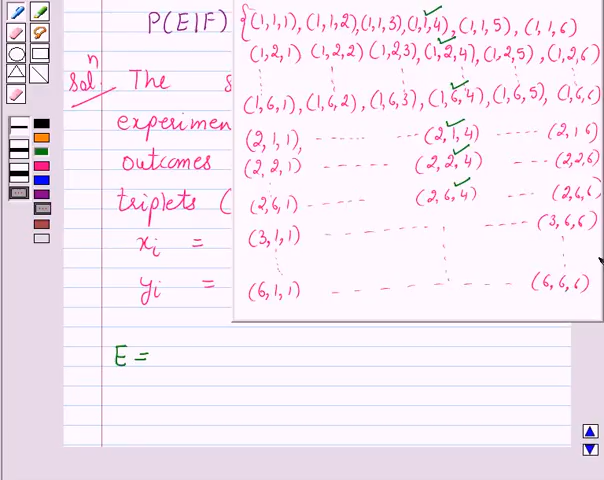 P(E|F)
{(1,1,1), (1,1,2), (1,1,3), (1,1,4), (1,1,5), (1,1,6)
(1,2,1) (1,2,2) (1,2,3), (1,2,4), (1,2,5), (1,2,6)
(1,6,1), (1,6,2), (1,6,3), (1,6,4), (1,6,5), (1,6,6)
(2,1,1), (2,1,4) (2,1 6)
(2,2,1) (2,2,4) (2,2,6)
(2,6,1) (2,6,4) (2,6,6)
(3,1,1) (3,6,6)
(6,1,1) (6,6,6)
Solⁿ. The
experimen
outcomes
triplets (
xi =
yi =
E =